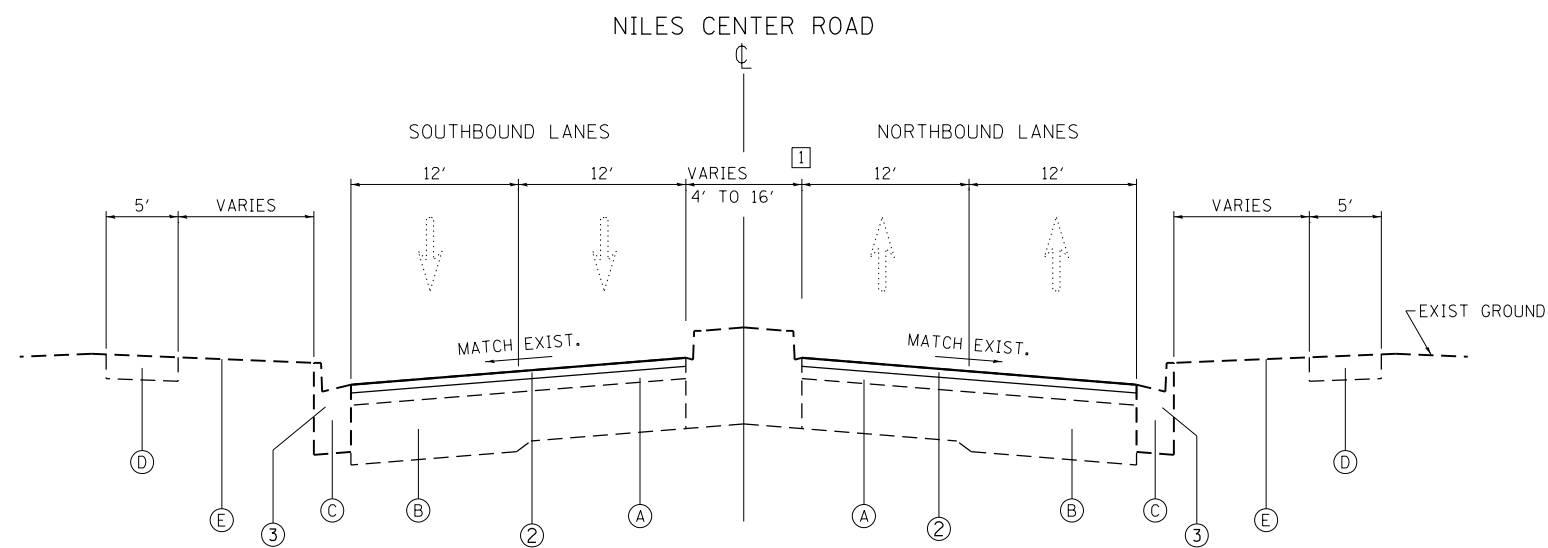 NILES CENTER ROAD
℄
SOUTHBOUND LANES
NORTHBOUND LANES
1
12' 12' VARIES 12' 12'
4' TO 16'
5' VARIES VARIES 5'
EXIST GROUND
MATCH EXIST. MATCH EXIST.
D D
E C B A A B C E
3 2 2 3